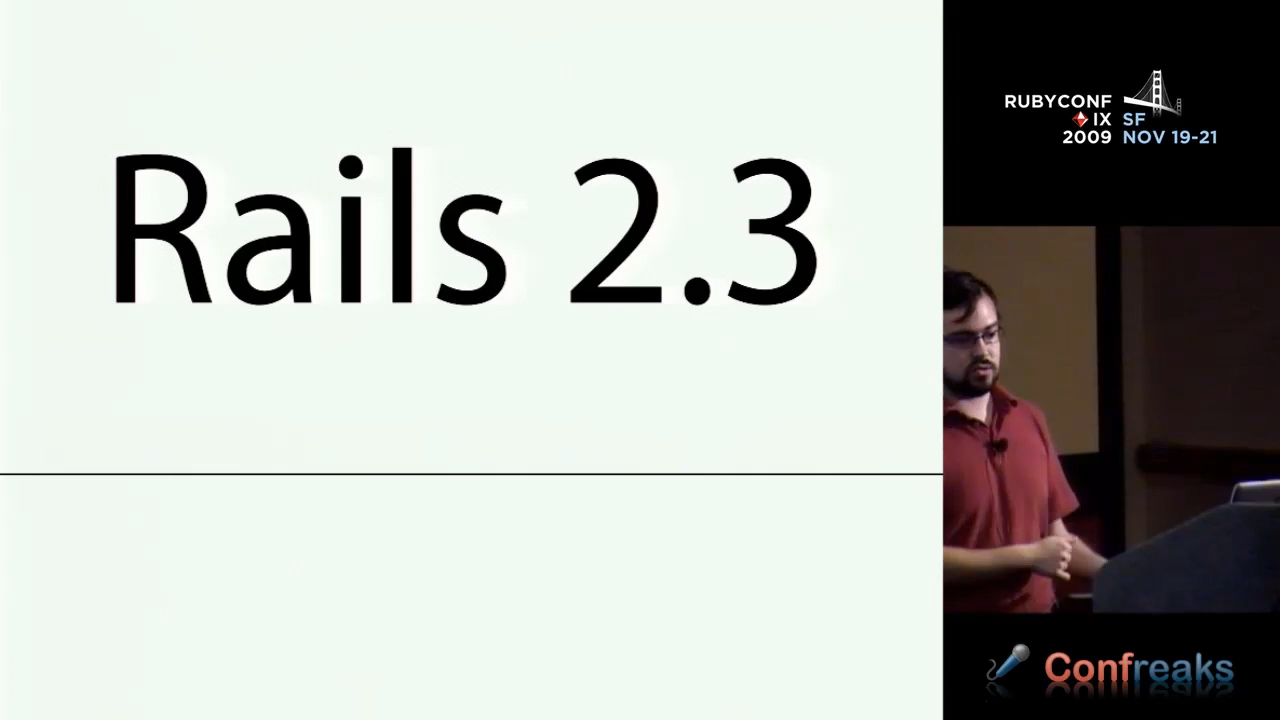 Rails 2.3
RUBYCONF
IX SF
2009 NOV 19-21
Confreaks